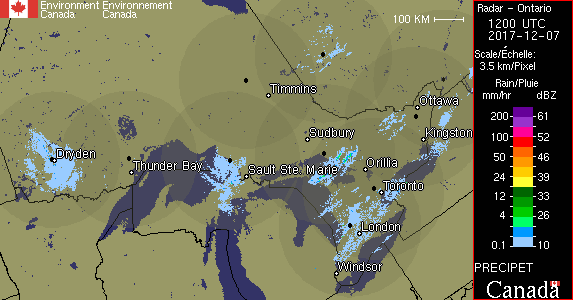 Environment Environnement
Canada Canada
100 KM
Timmins
Ottawa
Sudbury
Kingston
Dryden
Thunder Bay
Sault Ste. Marie
Orillia
Toronto
London
Windsor
Radar - Ontario
1200 UTC
2017-12-07
Scale/Échelle:
3.5 km/Pixel
Rain/Pluie
mm/hr dBZ
200 61
100 52
50 46
24 39
12 33
4 26
0.1 10
PRECIPET
Canada